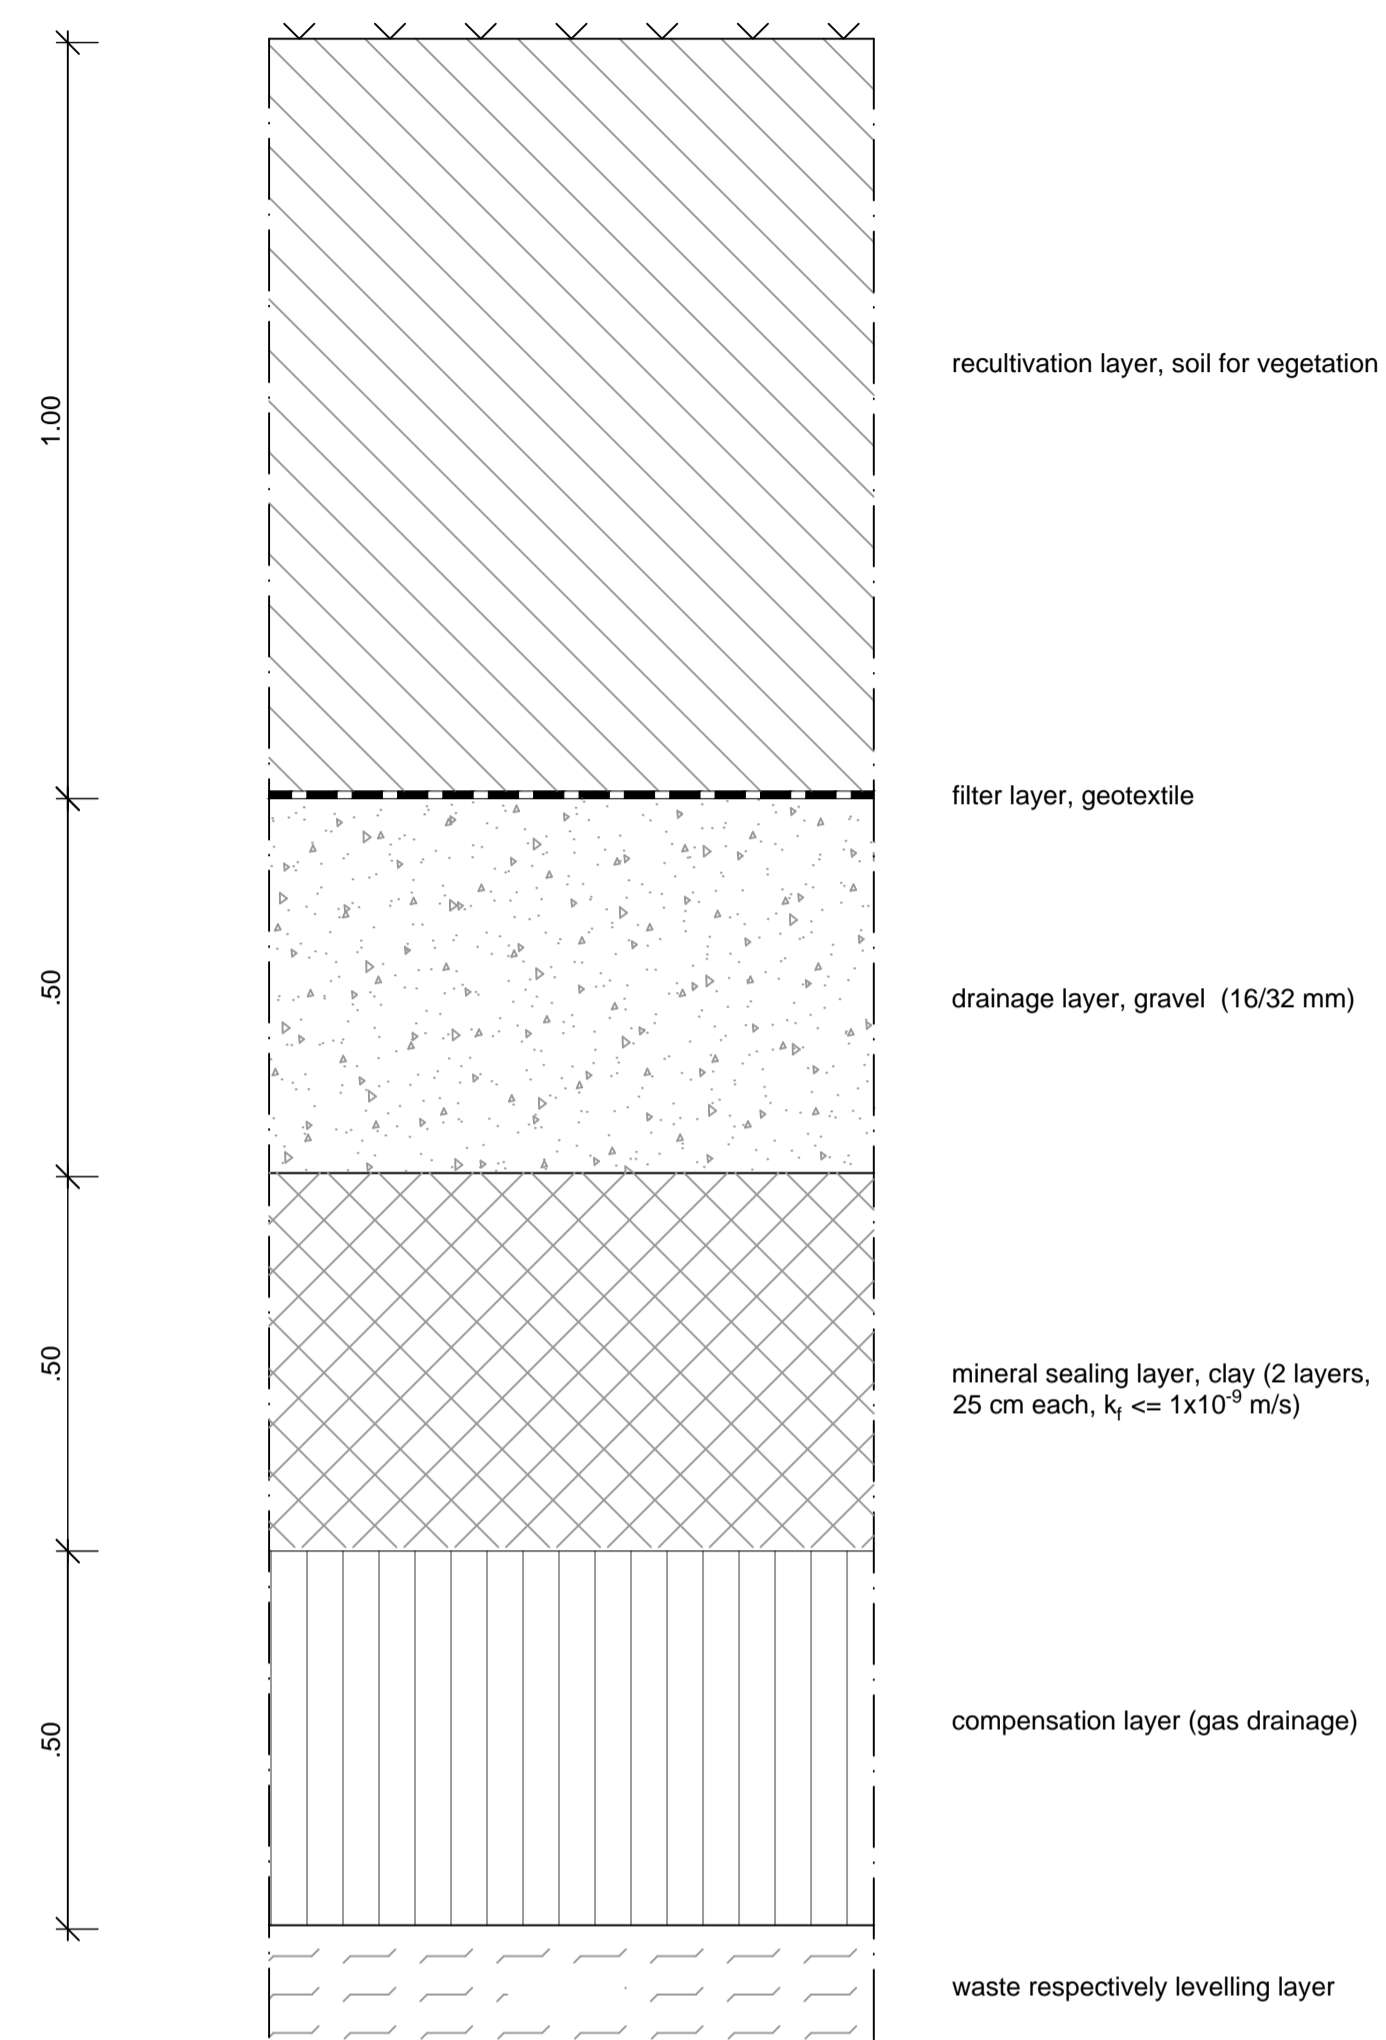 1.00
recultivation layer, soil for vegetation
filter layer, geotextile
.50
drainage layer, gravel  (16/32 mm)
.50
mineral sealing layer, clay (2 layers,
25 cm each, k_f <= 1x10^-9 m/s)
.50
compensation layer (gas drainage)
waste respectively levelling layer